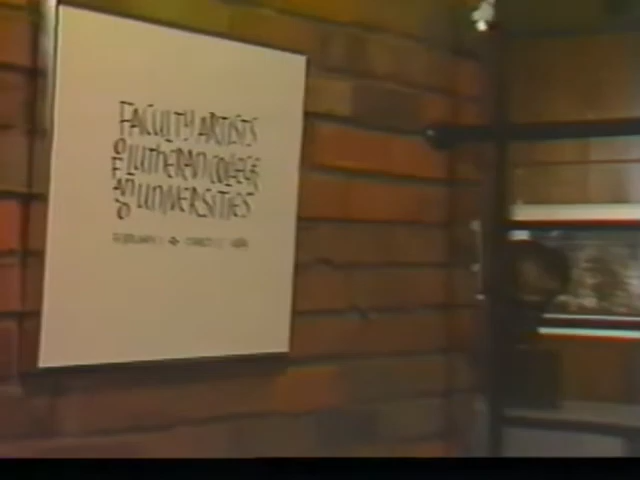 FACULTY ARTISTS
OF LUTHERAN COLLEGES
AND UNIVERSITIES